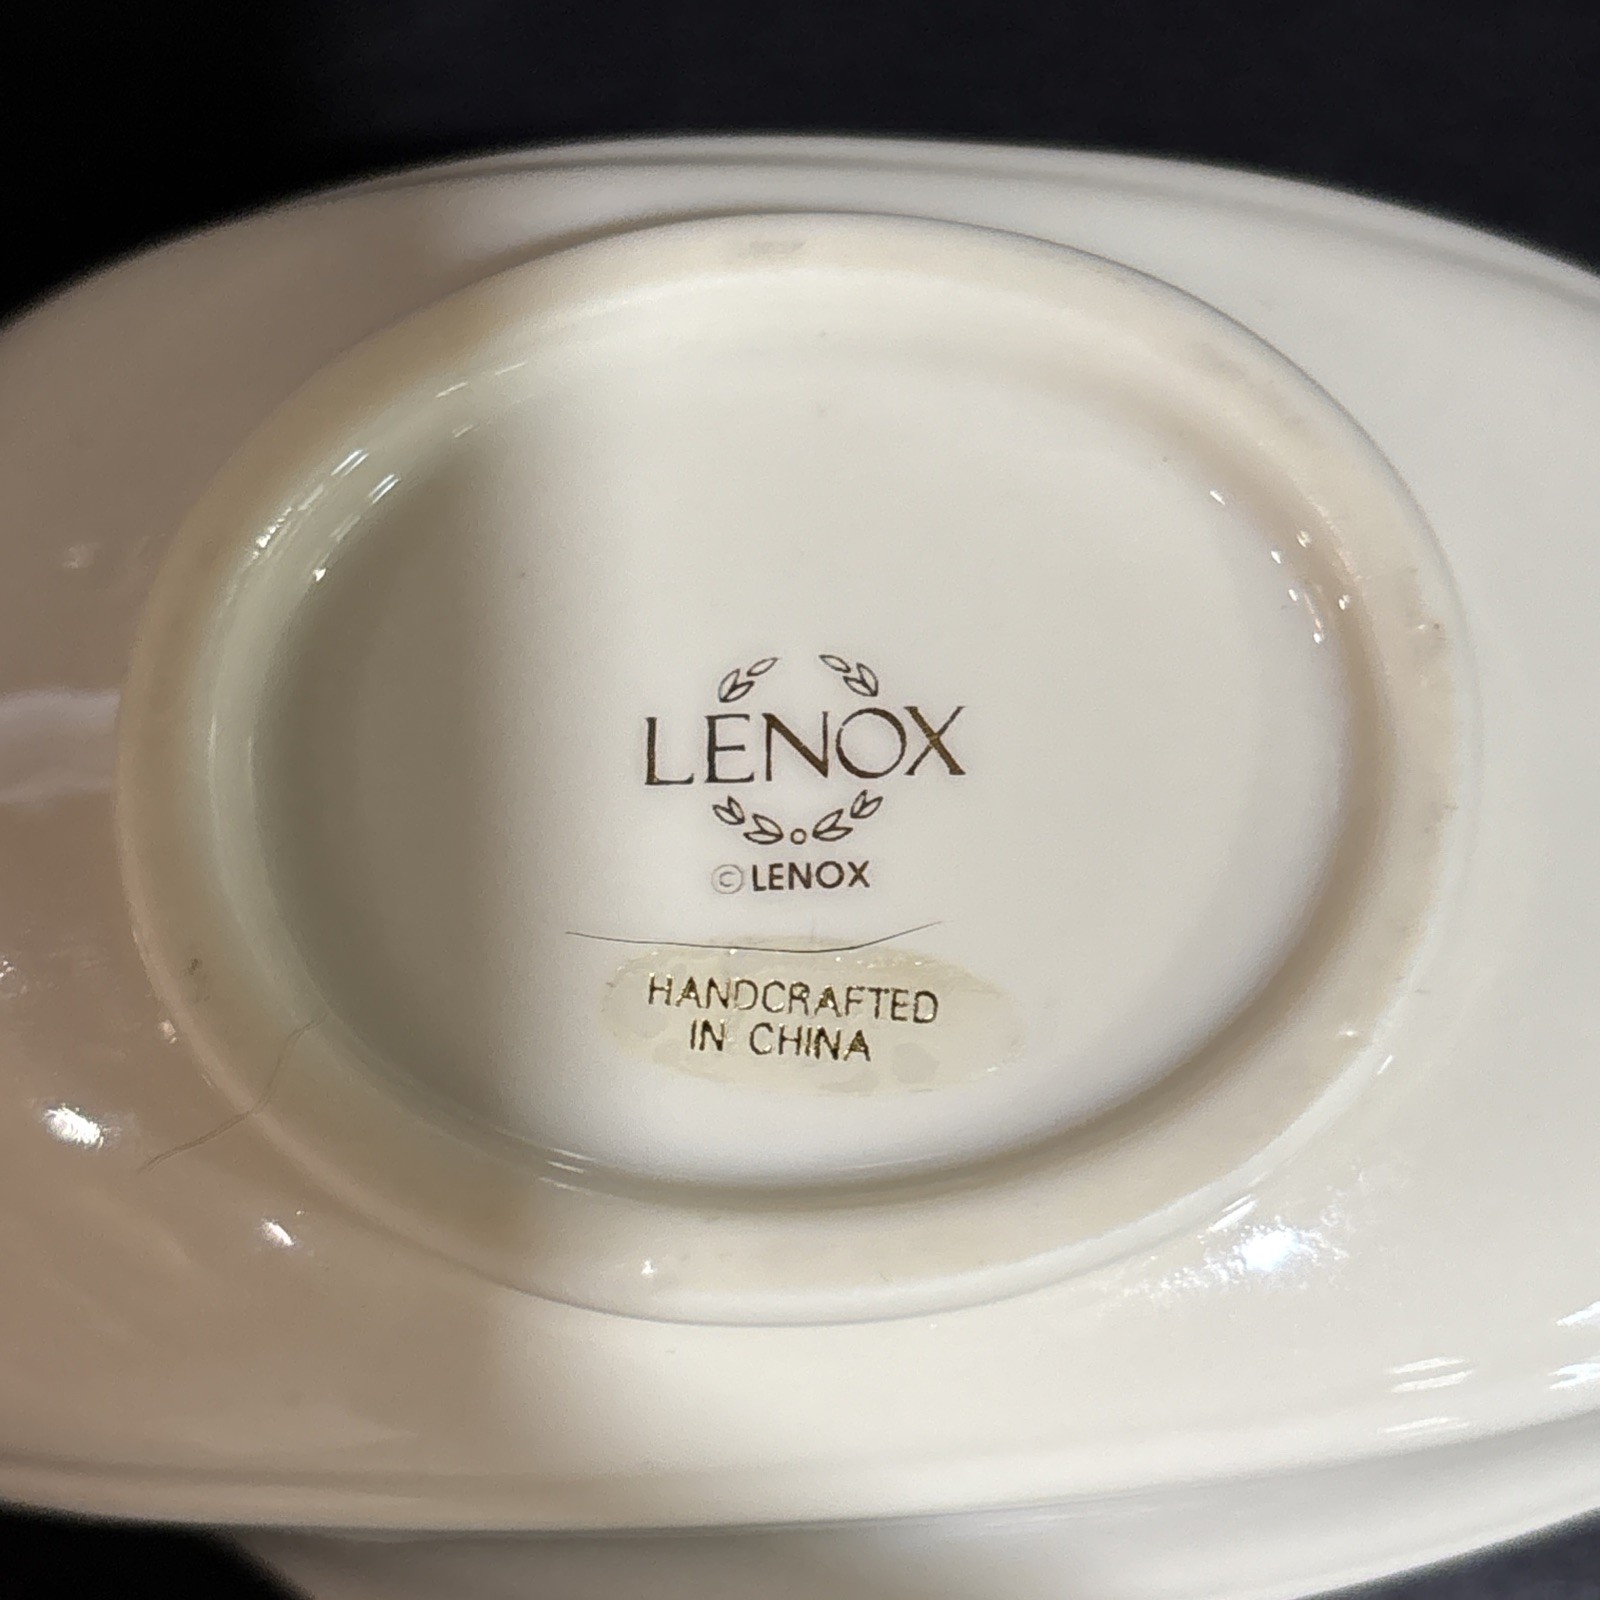 LENOX
©LENOX
HANDCRAFTED
IN CHINA